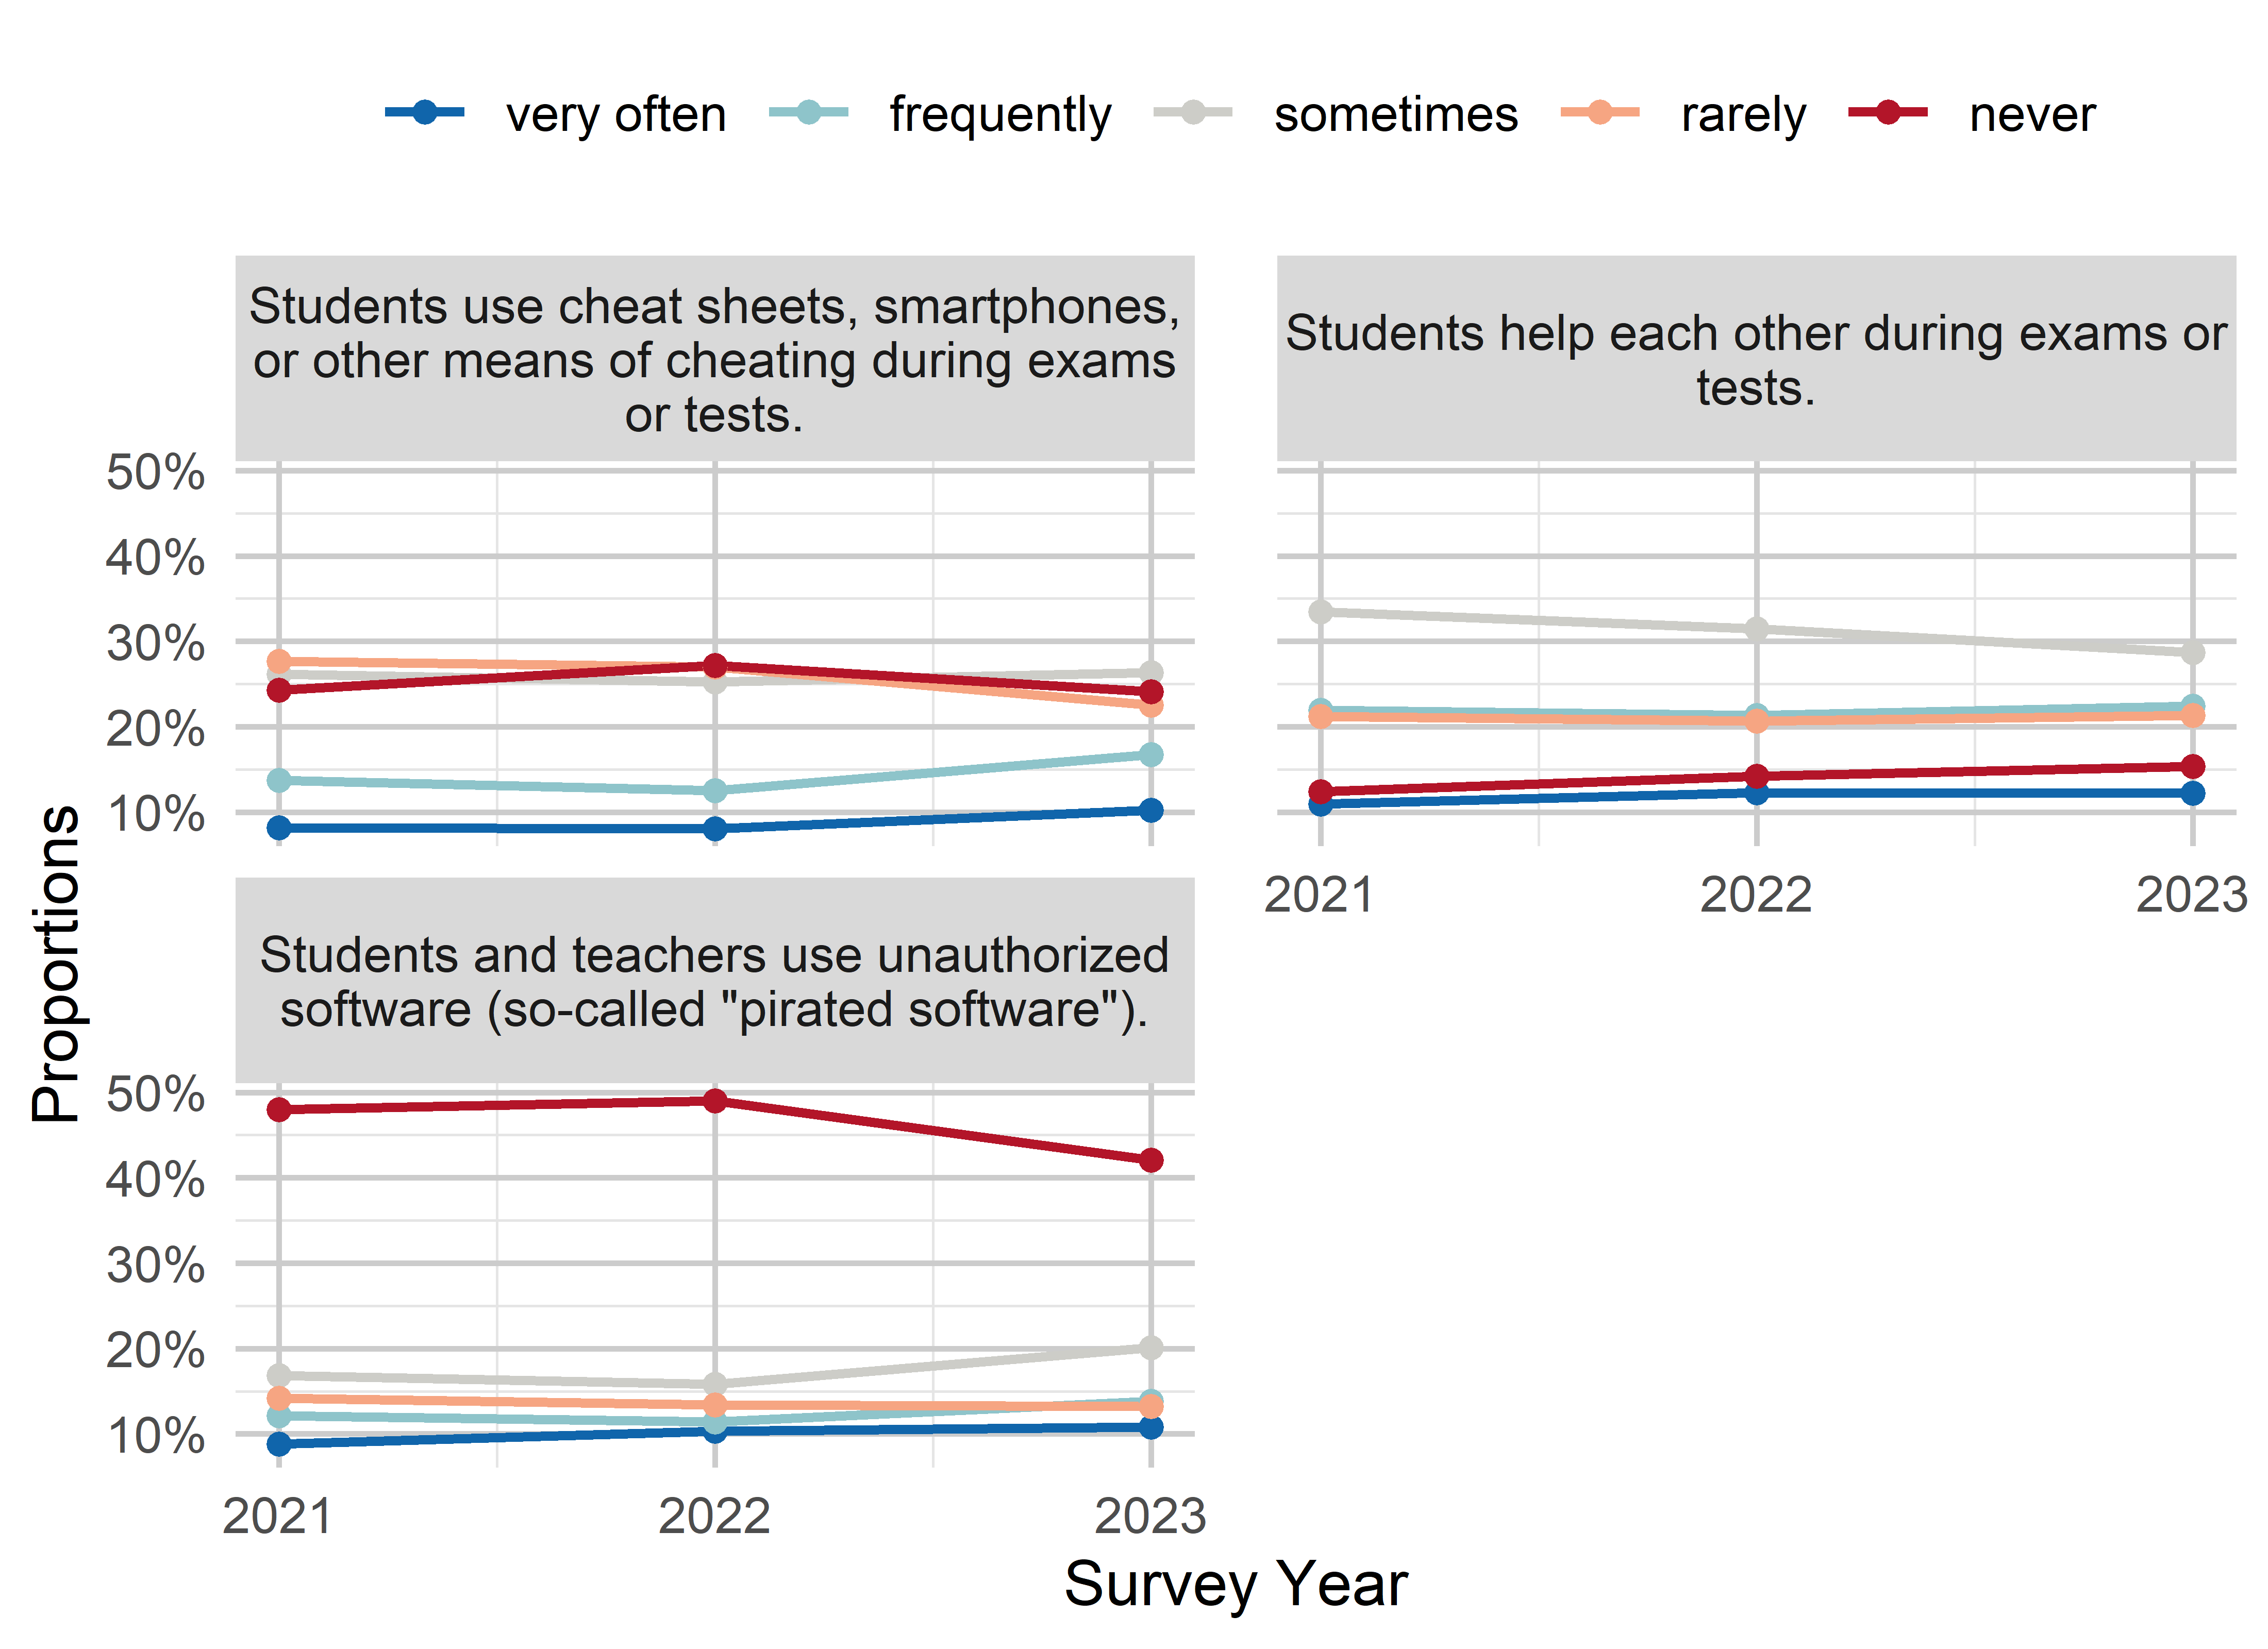 very often
frequently
sometimes
rarely
never
Students use cheat sheets, smartphones,
or other means of cheating during exams
or tests.
Students help each other during exams or
tests.
50%
40%
30%
20%
10%
2021
2022
2023
Students and teachers use unauthorized
software (so-called "pirated software").
50%
40%
30%
20%
10%
2021
2022
2023
Proportions
Survey Year